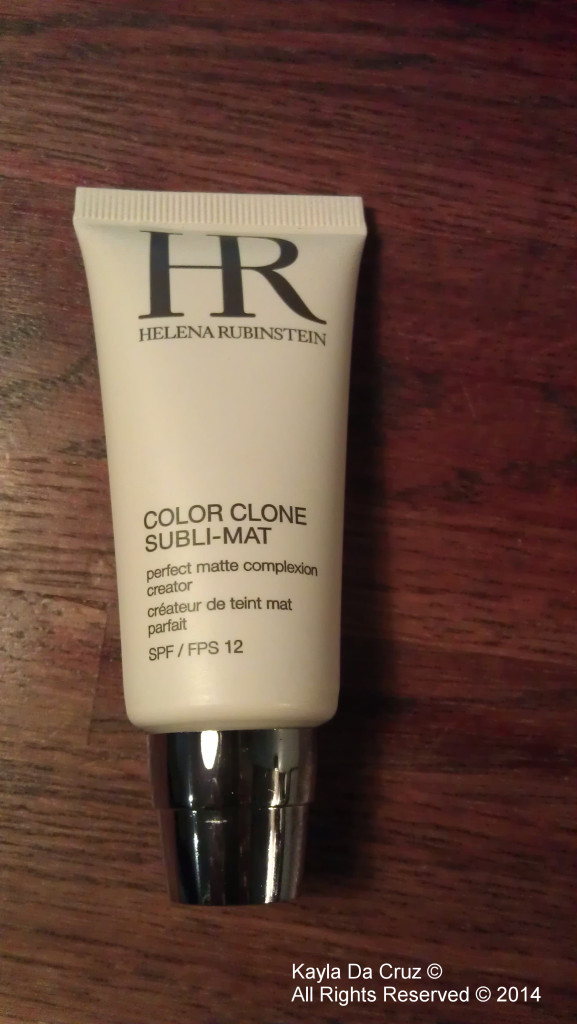 HR
HELENA RUBINSTEIN
COLOR CLONE
SUBLI-MAT
perfect matte complexion
creator
créateur de teint mat
parfait
SPF / FPS 12
Kayla Da Cruz ©
All Rights Reserved © 2014